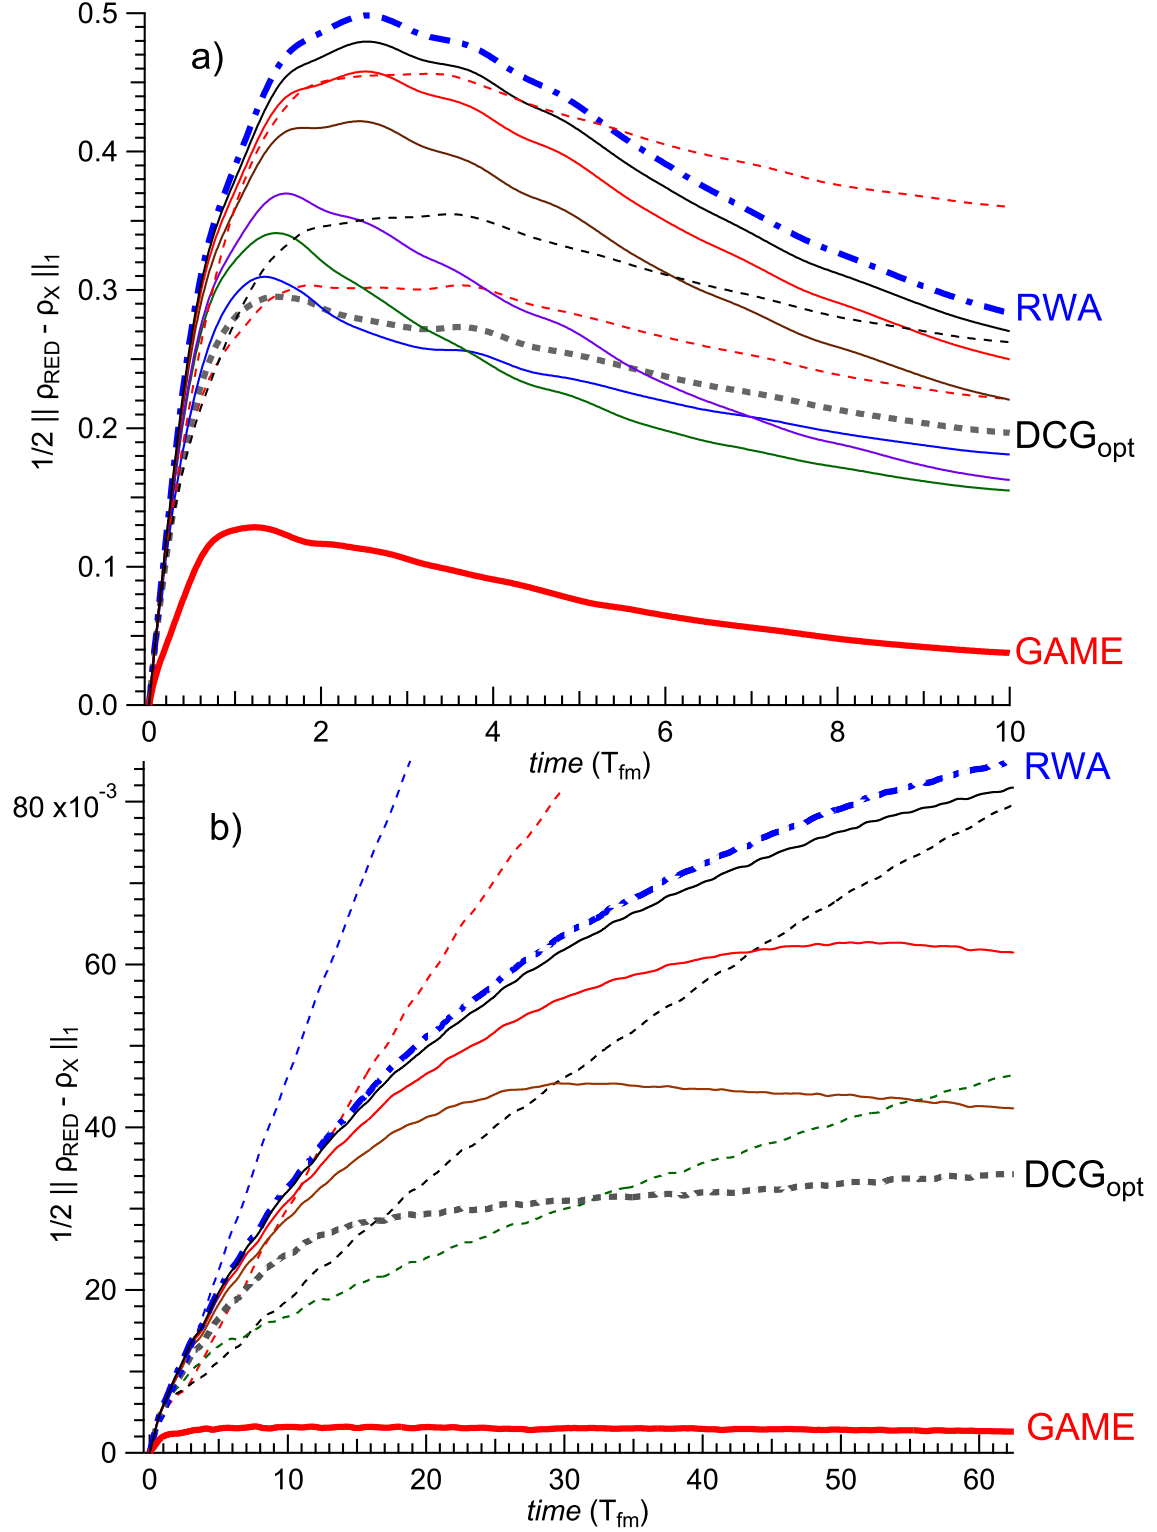 0.5
a)
0.4
0.3
RWA
1/2 || ρRED - ρX ||1
DCGopt
0.2
0.1
GAME
0.0
0 2 4 6 8 10
time (Tfm)
RWA
80 x10-3
b)
60
1/2 || ρRED - ρX ||1
40
DCGopt
20
GAME
0
0 10 20 30 40 50 60
time (Tfm)